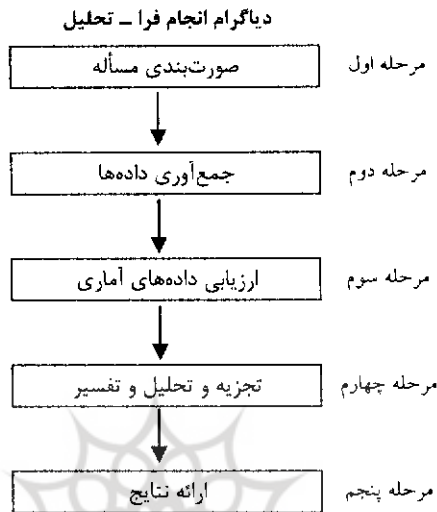 دیاگرام انجام فرا – تحلیل
مرحله اول
صورت‌بندی مسأله
مرحله دوم
جمع‌آوری داده‌ها
مرحله سوم
ارزیابی داده‌های آماری
مرحله چهارم
تجزیه و تحلیل و تفسیر
مرحله پنجم
ارائه نتایج